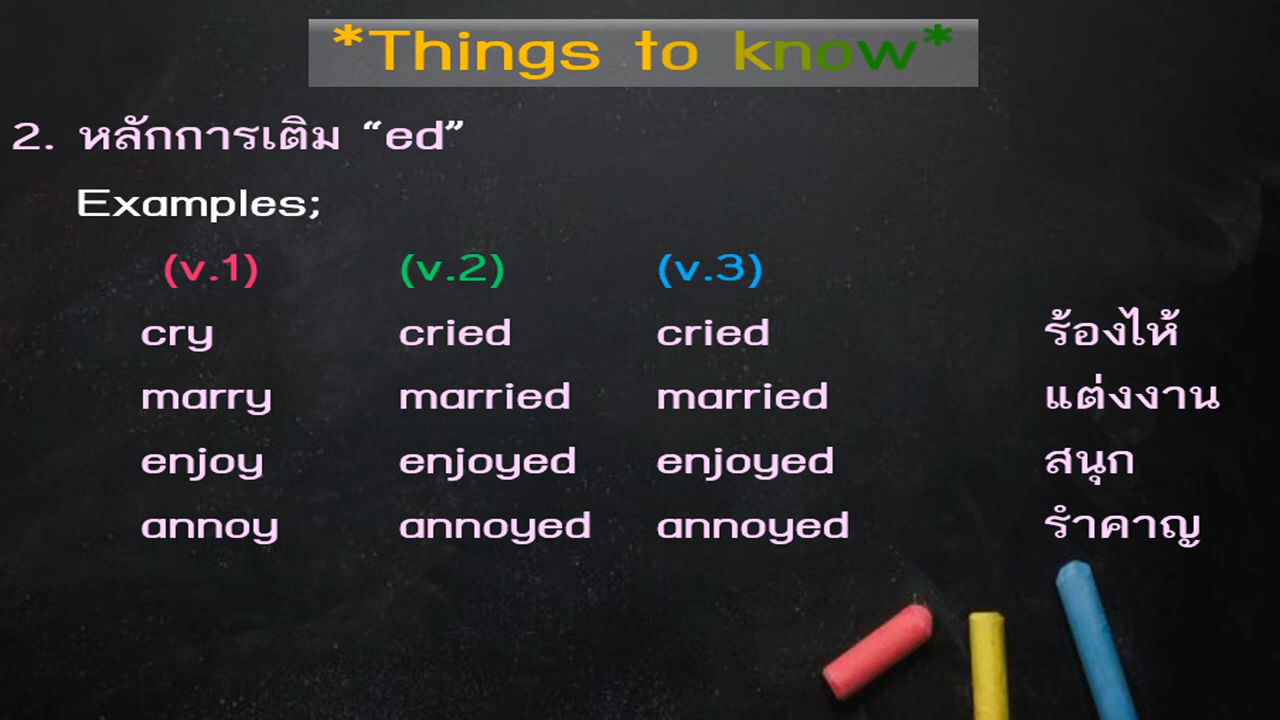 *Things to know*
2. หลักการเติม “ed”
Examples;
(v.1) (v.2) (v.3)
cry cried cried ร้องไห้
marry married married แต่งงาน
enjoy enjoyed enjoyed สนุก
annoy annoyed annoyed รำคาญ